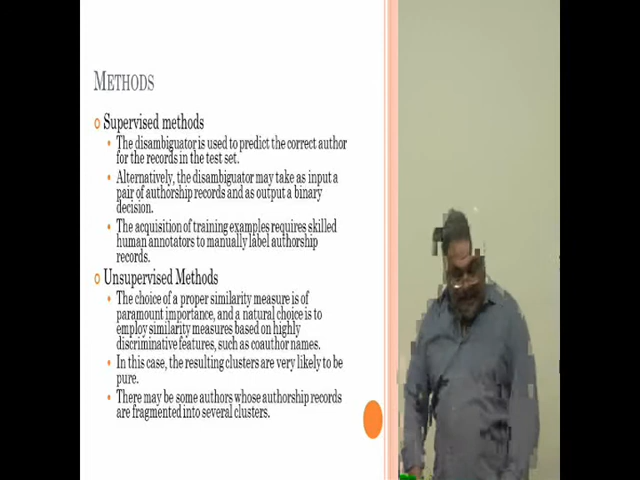 METHODS
Supervised methods
The disambiguator is used to predict the correct author
for the records in the test set.
Alternatively, the disambiguator may take as input a
pair of authorship records and as output a binary
decision.
The acquisition of training examples requires skilled
human annotators to manually label authorship
records.
Unsupervised Methods
The choice of a proper similarity measure is of
paramount importance, and a natural choice is to
employ similarity measures based on highly
discriminative features, such as coauthor names.
In this case, the resulting clusters are very likely to be
pure.
There may be some authors whose authorship records
are fragmented into several clusters.